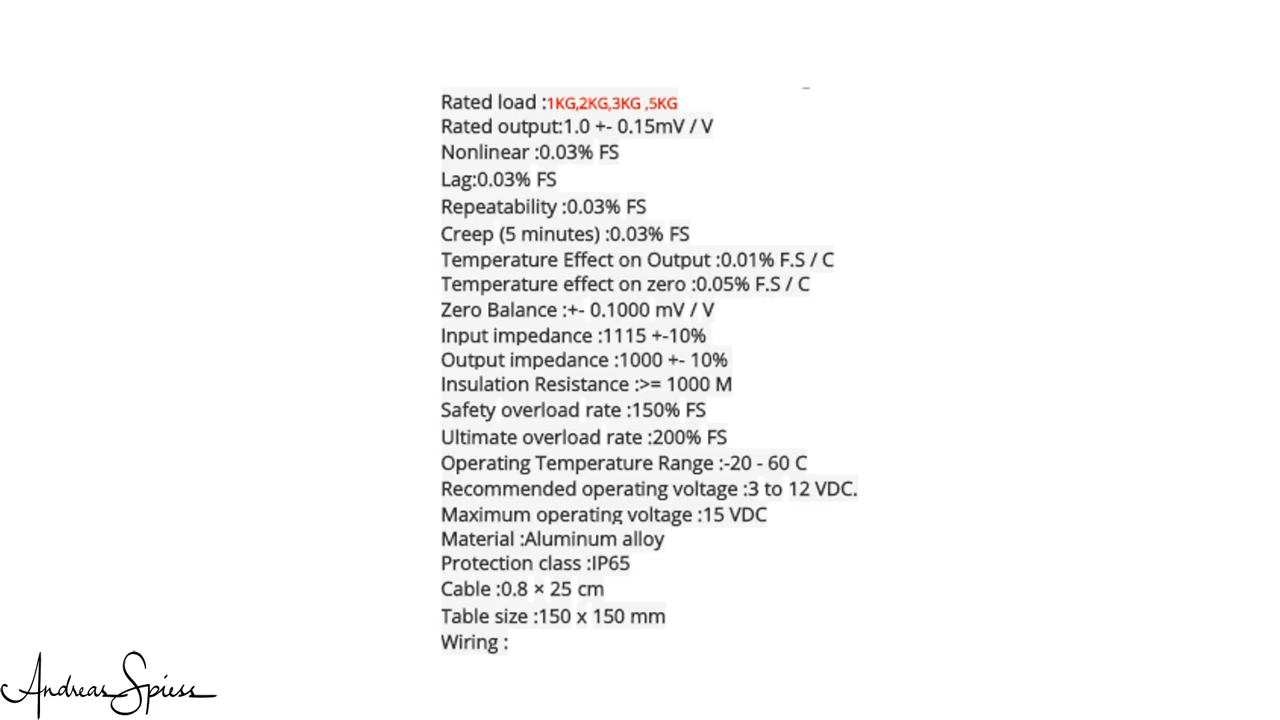 Rated load :1KG,2KG,3KG ,5KG
Rated output:1.0 +- 0.15mV / V
Nonlinear :0.03% FS
Lag:0.03% FS
Repeatability :0.03% FS
Creep (5 minutes) :0.03% FS
Temperature Effect on Output :0.01% F.S / C
Temperature effect on zero :0.05% F.S / C
Zero Balance :+- 0.1000 mV / V
Input impedance :1115 +-10%
Output impedance :1000 +- 10%
Insulation Resistance :>= 1000 M
Safety overload rate :150% FS
Ultimate overload rate :200% FS
Operating Temperature Range :-20 - 60 C
Recommended operating voltage :3 to 12 VDC.
Maximum operating voltage :15 VDC
Material :Aluminum alloy
Protection class :IP65
Cable :0.8 × 25 cm
Table size :150 x 150 mm
Wiring :
Andreas Spiess